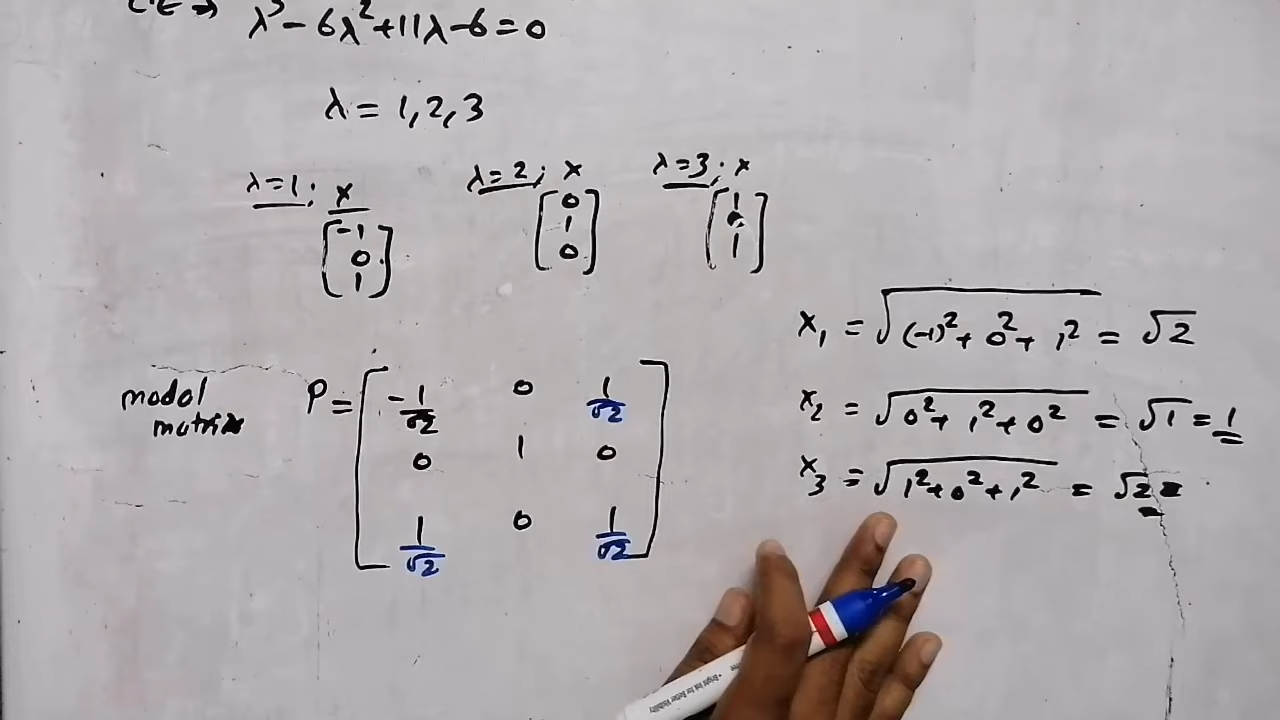 C.E → λ³ - 6λ² + 11λ - 6 = 0
λ = 1, 2, 3
λ = 1; x
[-1 0 1]
λ = 2; x
[0 1 0]
λ = 3; x
[1 0 1]
x₁ = √((-1)² + 0² + 1²) = √2
x₂ = √(0² + 1² + 0²) = √1 = 1
x₃ = √(1² + 0² + 1²) = √2
modal
matrix
P =
[-1/√2 0 1/√2
0 1 0
1/√2 0 1/√2]